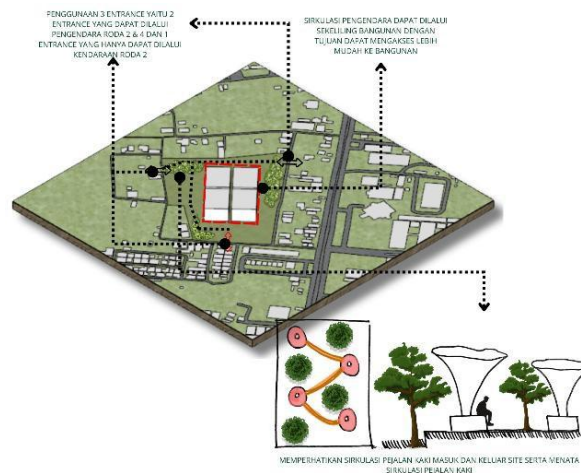 PENGGUNAAN 3 ENTRANCE YAITU 2
ENTRANCE YANG DAPAT DILALUI
PENGENDARA RODA 2 & 4 DAN 1
ENTRANCE YANG HANYA DAPAT DILALUI
KENDARAAN RODA 2
SIRKULASI PENGENDARA DAPAT DILALUI
SEKELILING BANGUNAN DENGAN
TUJUAN DAPAT MENGAKSES LEBIH
MUDAH KE BANGUNAN
MEMPERHATIKAN SIRKULASI PEJALAN KAKI MASUK DAN KELUAR SITE SERTA MENATA
SIRKULASI PEJALAN KAKI